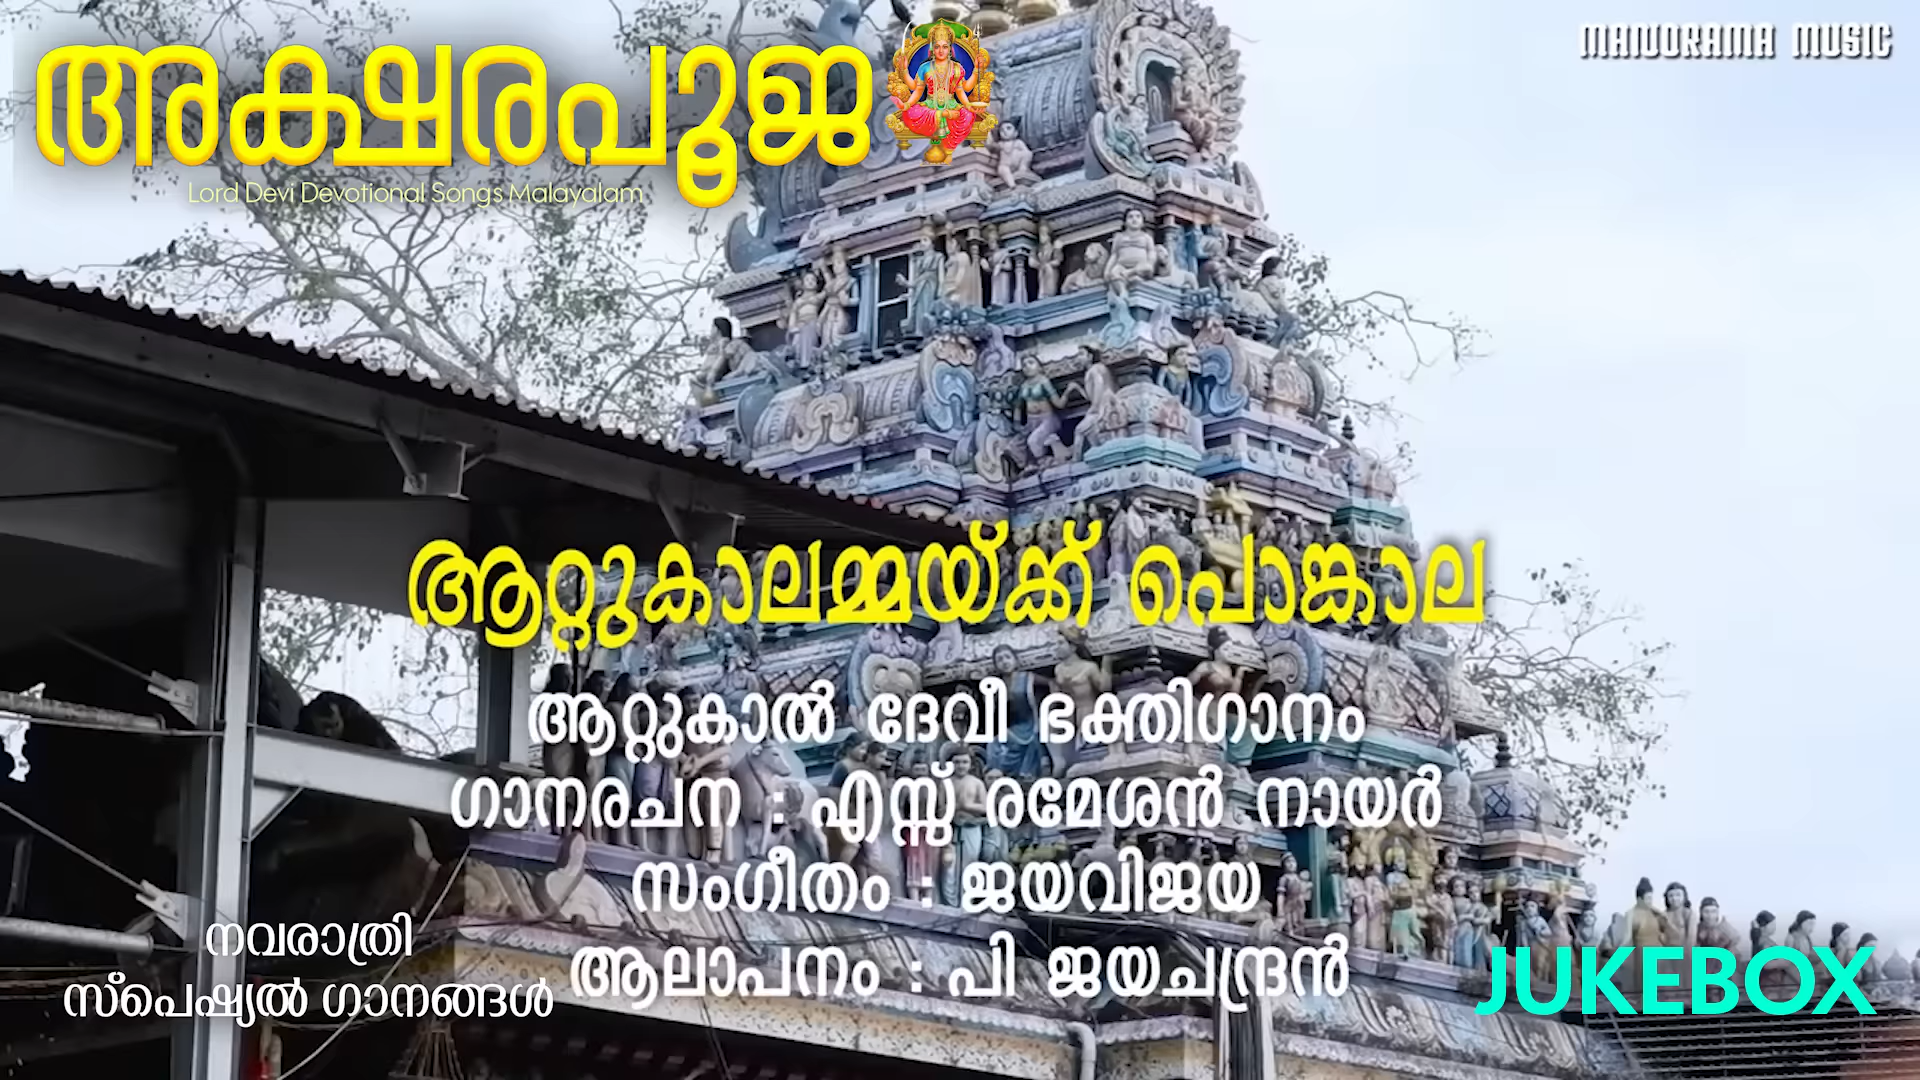 അക്ഷരപൂജ
Lord Devi Devotional Songs Malayalam
MANORAMA MUSIC
ആറ്റുകാലമ്മയ്ക്ക് പൊങ്കാല
ആറ്റുകാൽ ദേവീ ഭക്തിഗാനം
ഗാനരചന : എസ്സ് രമേശൻ നായർ
സംഗീതം : ജയവിജയ
ആലാപനം : പി ജയചന്ദ്രൻ
നവരാത്രി
സ്പെഷ്യൽ ഗാനങ്ങൾ
JUKEBOX